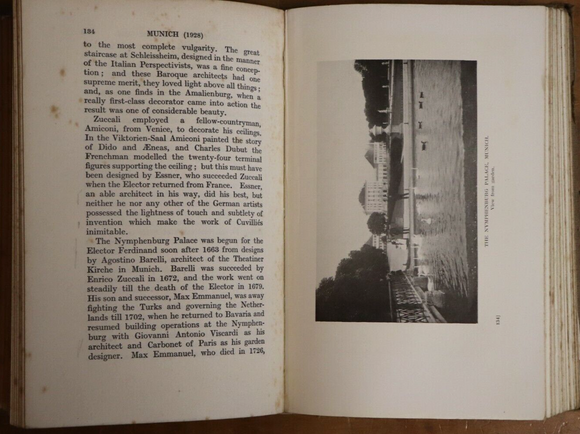 184 MUNICH (1928)
to the most complete vulgarity. The great
staircase at Schleissheim, designed in the manner
of the Italian Perspectivists, was a fine concep-
tion ; and these Baroque architects had one
supreme merit, they loved light above all things ;
and, as one finds in the Amalienburg, when a
really first-class decorator came into action the
result was one of considerable beauty.
Zuccali employed a fellow-countryman,
Amiconi, from Venice, to decorate his ceilings.
In the Viktorien-Saal Amiconi painted the story
of Dido and Æneas, and Charles Dubut the
Frenchman modelled the twenty-four terminal
figures supporting the ceiling ; but this must have
been designed by Essner, who succeeded Zuccali
when the Elector returned from France. Essner,
an able architect in his way, did his best, but
neither he nor any other of the German artists
possessed the lightness of touch and subtlety of
invention which make the work of Cuvilliés
inimitable.
The Nymphenburg Palace was begun for the
Elector Ferdinand soon after 1663 from designs
by Agostino Barelli, architect of the Theatiner
Kirche in Munich. Barelli was succeeded by
Enrico Zuccali in 1672, and the work went on
steadily till the death of the Elector in 1679.
His son and successor, Max Emmanuel, was away
fighting the Turks and governing the Nether-
lands till 1702, when he returned to Bavaria and
resumed building operations at the Nymphen-
burg with Giovanni Antonio Viscardi as his
architect and Carbonet of Paris as his garden
designer. Max Emmanuel, who died in 1726,
THE NYMPHENBURG PALACE, MUNICH.
View from garden.